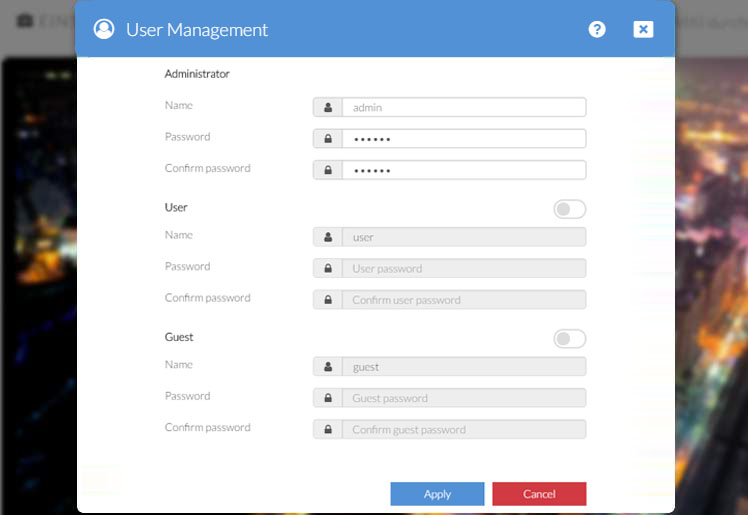 User Management
Administrator
Name admin
Password ••••••
Confirm password ••••••
User
Name user
Password User password
Confirm password Confirm user password
Guest
Name guest
Password Guest password
Confirm password Confirm guest password
Apply Cancel